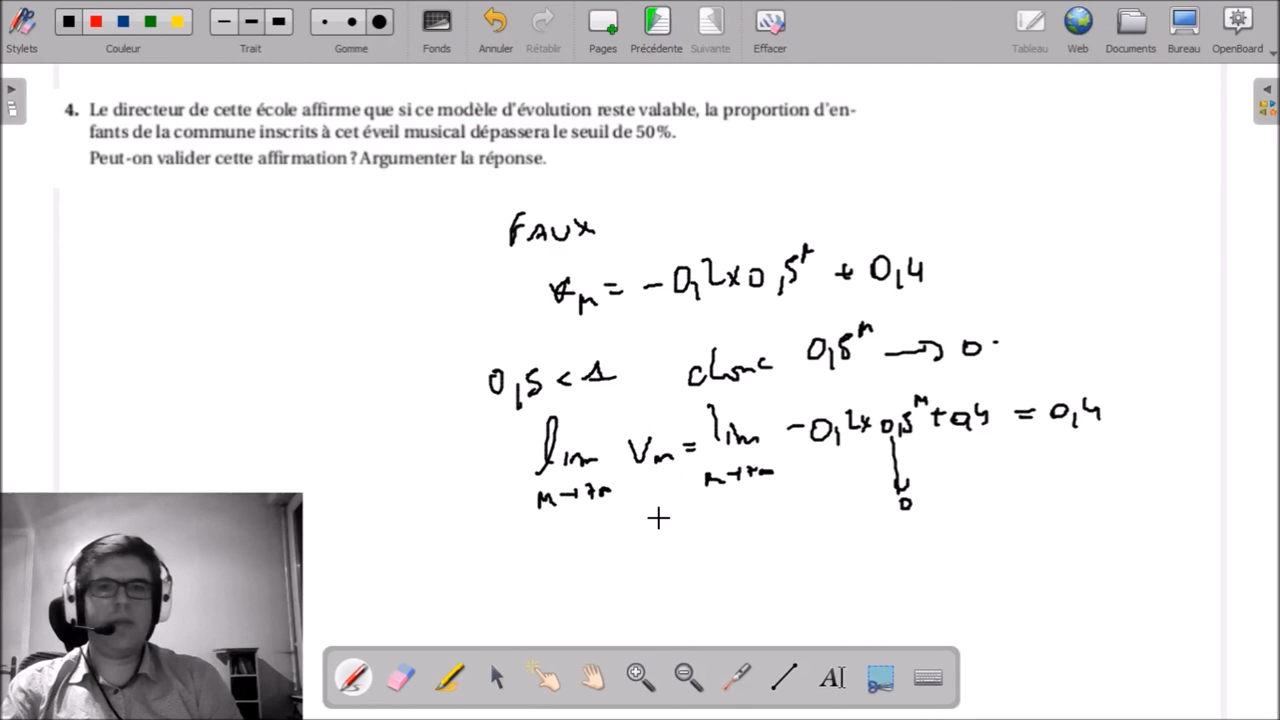 Stylets Couleur Trait Gomme Fonds Annuler Rétablir Pages Précédente Suivante Effacer Tableau Web Documents Bureau OpenBoard
4. Le directeur de cette école affirme que si ce modèle d'évolution reste valable, la proportion d'en-
fants de la commune inscrits à cet éveil musical dépassera le seuil de 50%.
Peut-on valider cette affirmation ? Argumenter la réponse.
FAUX
= -0,2×0,5 + 0,4
0,5 < 1 donc 0,5ⁿ → 0
lim Vn = lim -0,2×0,5ⁿ + 0,4 = 0,4
0
AI